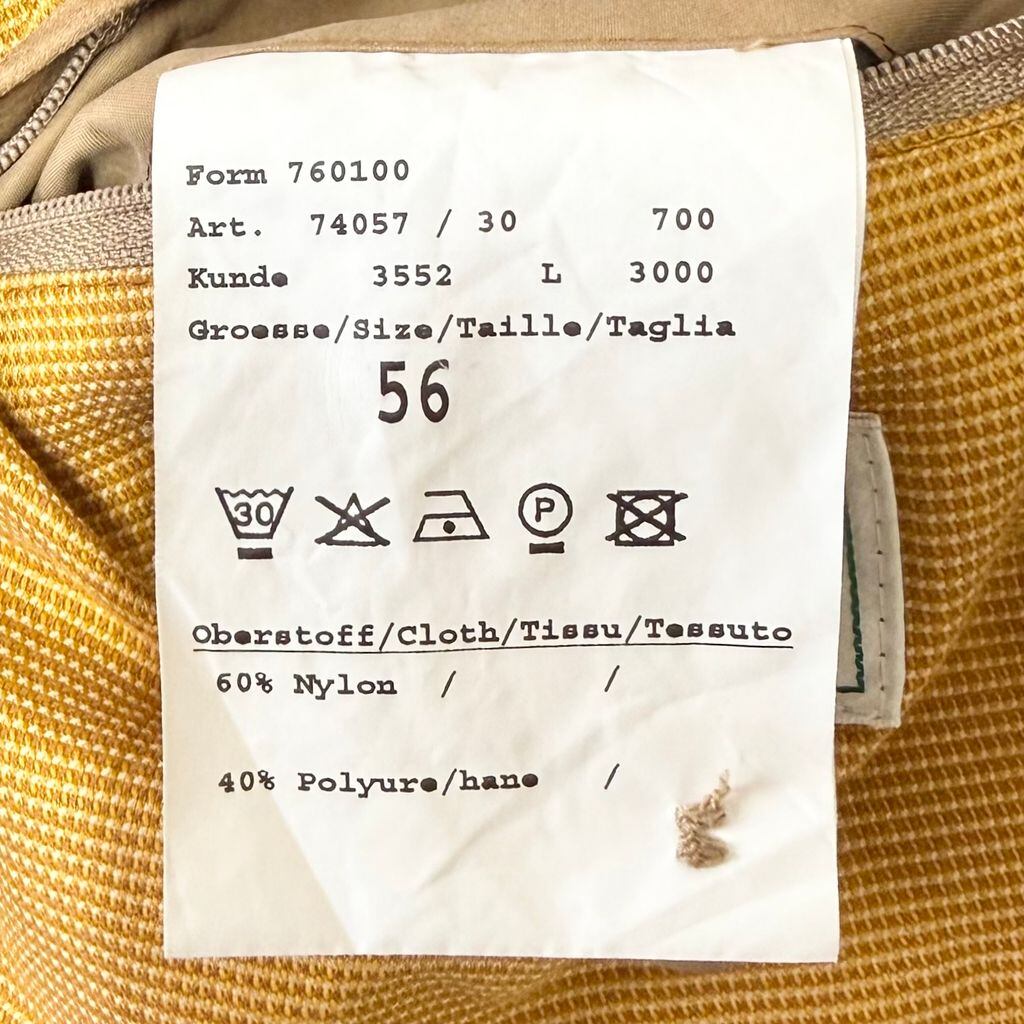 Form 760100
Art. 74057 / 30 700
Kunde 3552 L 3000
Groesse/Size/Taille/Taglia
56
30
P
Oberstoff/Cloth/Tissu/Tessuto
60% Nylon / /
40% Polyure/hane /